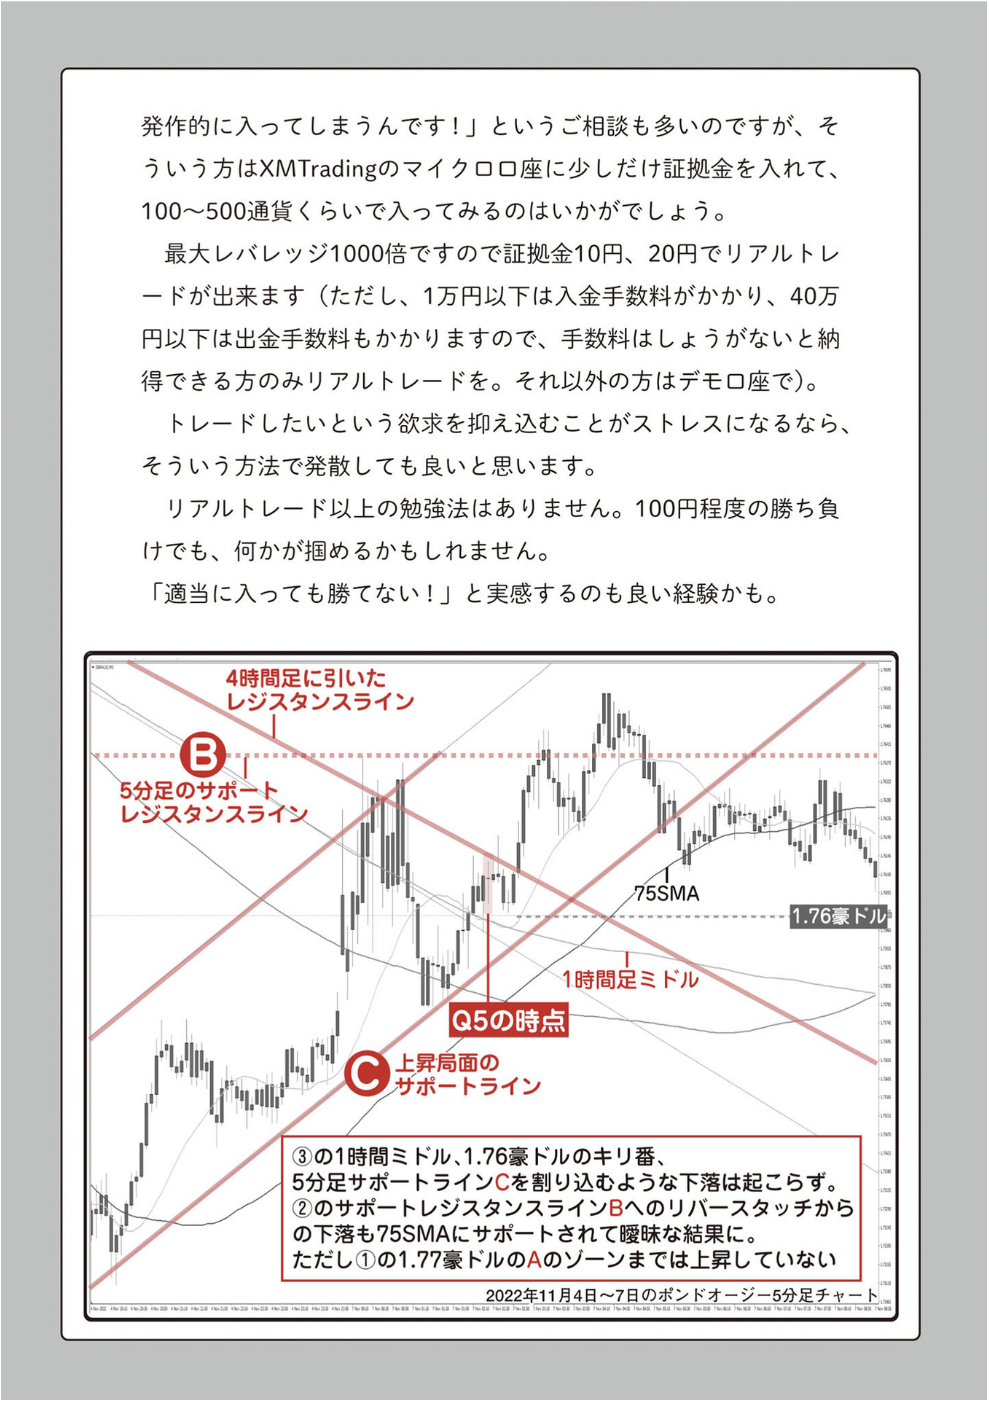 発作的に入ってしまうんです！」というご相談も多いのですが、そ
ういう方はXMTradingのマイクロ口座に少しだけ証拠金を入れて、
100〜500通貨くらいで入ってみるのはいかがでしょう。
最大レバレッジ1000倍ですので証拠金10円、20円でリアルトレ
ードが出来ます（ただし、1万円以下は入金手数料がかかり、40万
円以下は出金手数料もかかりますので、手数料はしょうがないと納
得できる方のみリアルトレードを。それ以外の方はデモ口座で）。
トレードしたいという欲求を抑え込むことがストレスになるなら、
そういう方法で発散しても良いと思います。
リアルトレード以上の勉強法はありません。100円程度の勝ち負
けでも、何かが掴めるかもしれません。
「適当に入っても勝てない！」と実感するのも良い経験かも。
4時間足に引いた
レジスタンスライン
B
5分足のサポート
レジスタンスライン
75SMA
1.76豪ドル
1時間足ミドル
Q5の時点
C
上昇局面の
サポートライン
③の1時間ミドル、1.76豪ドルのキリ番、
5分足サポートラインCを割り込むような下落は起こらず。
②のサポートレジスタンスラインBへのリバースタッチから
の下落も75SMAにサポートされて曖昧な結果に。
ただし①の1.77豪ドルのAのゾーンまでは上昇していない
2022年11月4日〜7日のポンドオージー5分足チャート